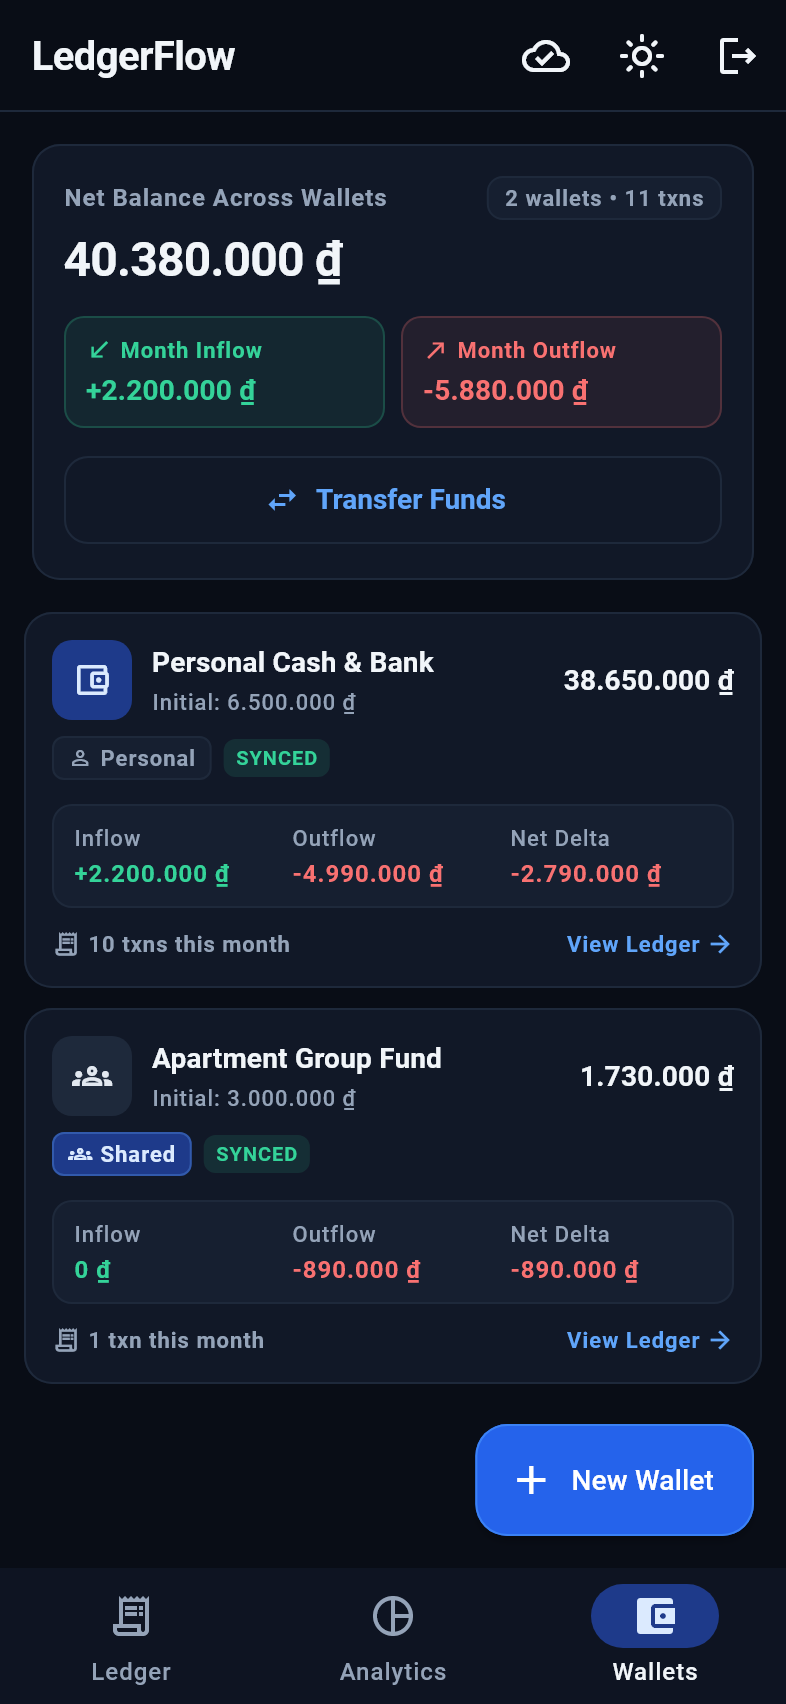 LedgerFlow
Net Balance Across Wallets
2 wallets • 11 txns
40.380.000 ₫
Month Inflow
+2.200.000 ₫
Month Outflow
-5.880.000 ₫
Transfer Funds
Personal Cash & Bank
Initial: 6.500.000 ₫
38.650.000 ₫
Personal
SYNCED
Inflow
+2.200.000 ₫
Outflow
-4.990.000 ₫
Net Delta
-2.790.000 ₫
10 txns this month
View Ledger
Apartment Group Fund
Initial: 3.000.000 ₫
1.730.000 ₫
Shared
SYNCED
Inflow
0 ₫
Outflow
-890.000 ₫
Net Delta
-890.000 ₫
1 txn this month
View Ledger
New Wallet
Ledger
Analytics
Wallets